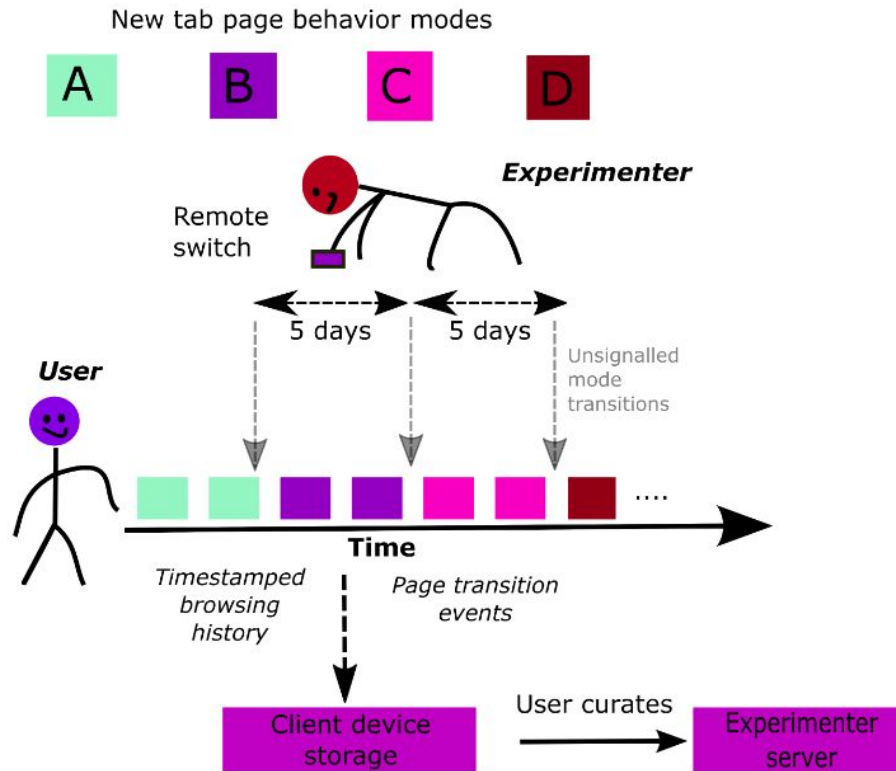 New tab page behavior modes
A B C D
Experimenter
Remote
switch
5 days 5 days
Unsignalled
mode
transitions
User
....
Time
Timestamped
browsing
history
Page transition
events
Client device
storage
User curates
Experimenter
server